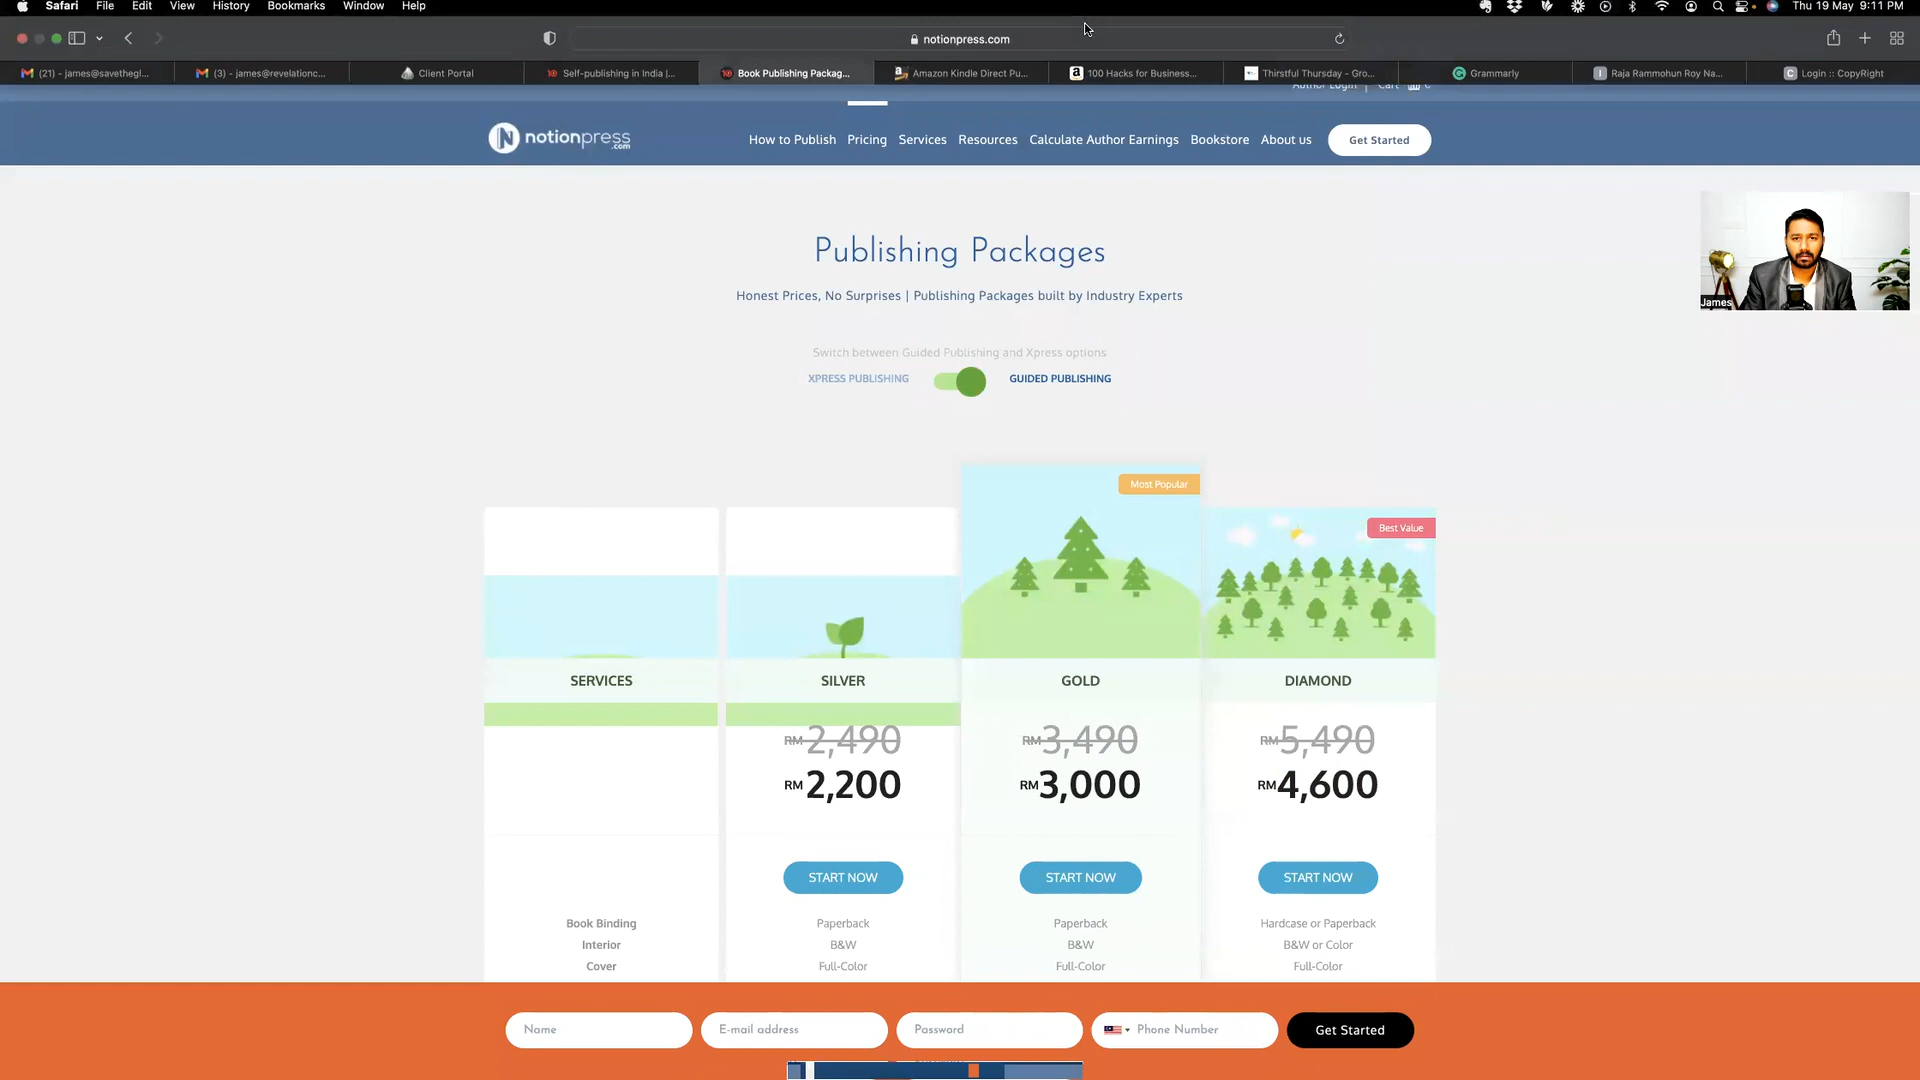 Safari File Edit View History Bookmarks Window Help Thu 19 May 9:11 PM
notionpress.com
(21) - james@savethegl... (3) - james@revelationc... Client Portal Self-publishing in India |... Book Publishing Packag... Amazon Kindle Direct Pu... 100 Hacks for Business... Thirstful Thursday - Gro... Grammarly Raja Rammohun Roy Na... Login :: CopyRight
Author Login | Cart
notionpress.com How to Publish Pricing Services Resources Calculate Author Earnings Bookstore About us Get Started
Publishing Packages
Honest Prices, No Surprises | Publishing Packages built by Industry Experts
James
Switch between Guided Publishing and Xpress options
XPRESS PUBLISHING GUIDED PUBLISHING
Most Popular
Best Value
SERVICES SILVER GOLD DIAMOND
RM 2,490 RM 3,490 RM 5,490
RM 2,200 RM 3,000 RM 4,600
START NOW START NOW START NOW
Book Binding Paperback Paperback Hardcase or Paperback
Interior B&W B&W B&W or Color
Cover Full-Color Full-Color Full-Color
Name E-mail address Password Phone Number Get Started